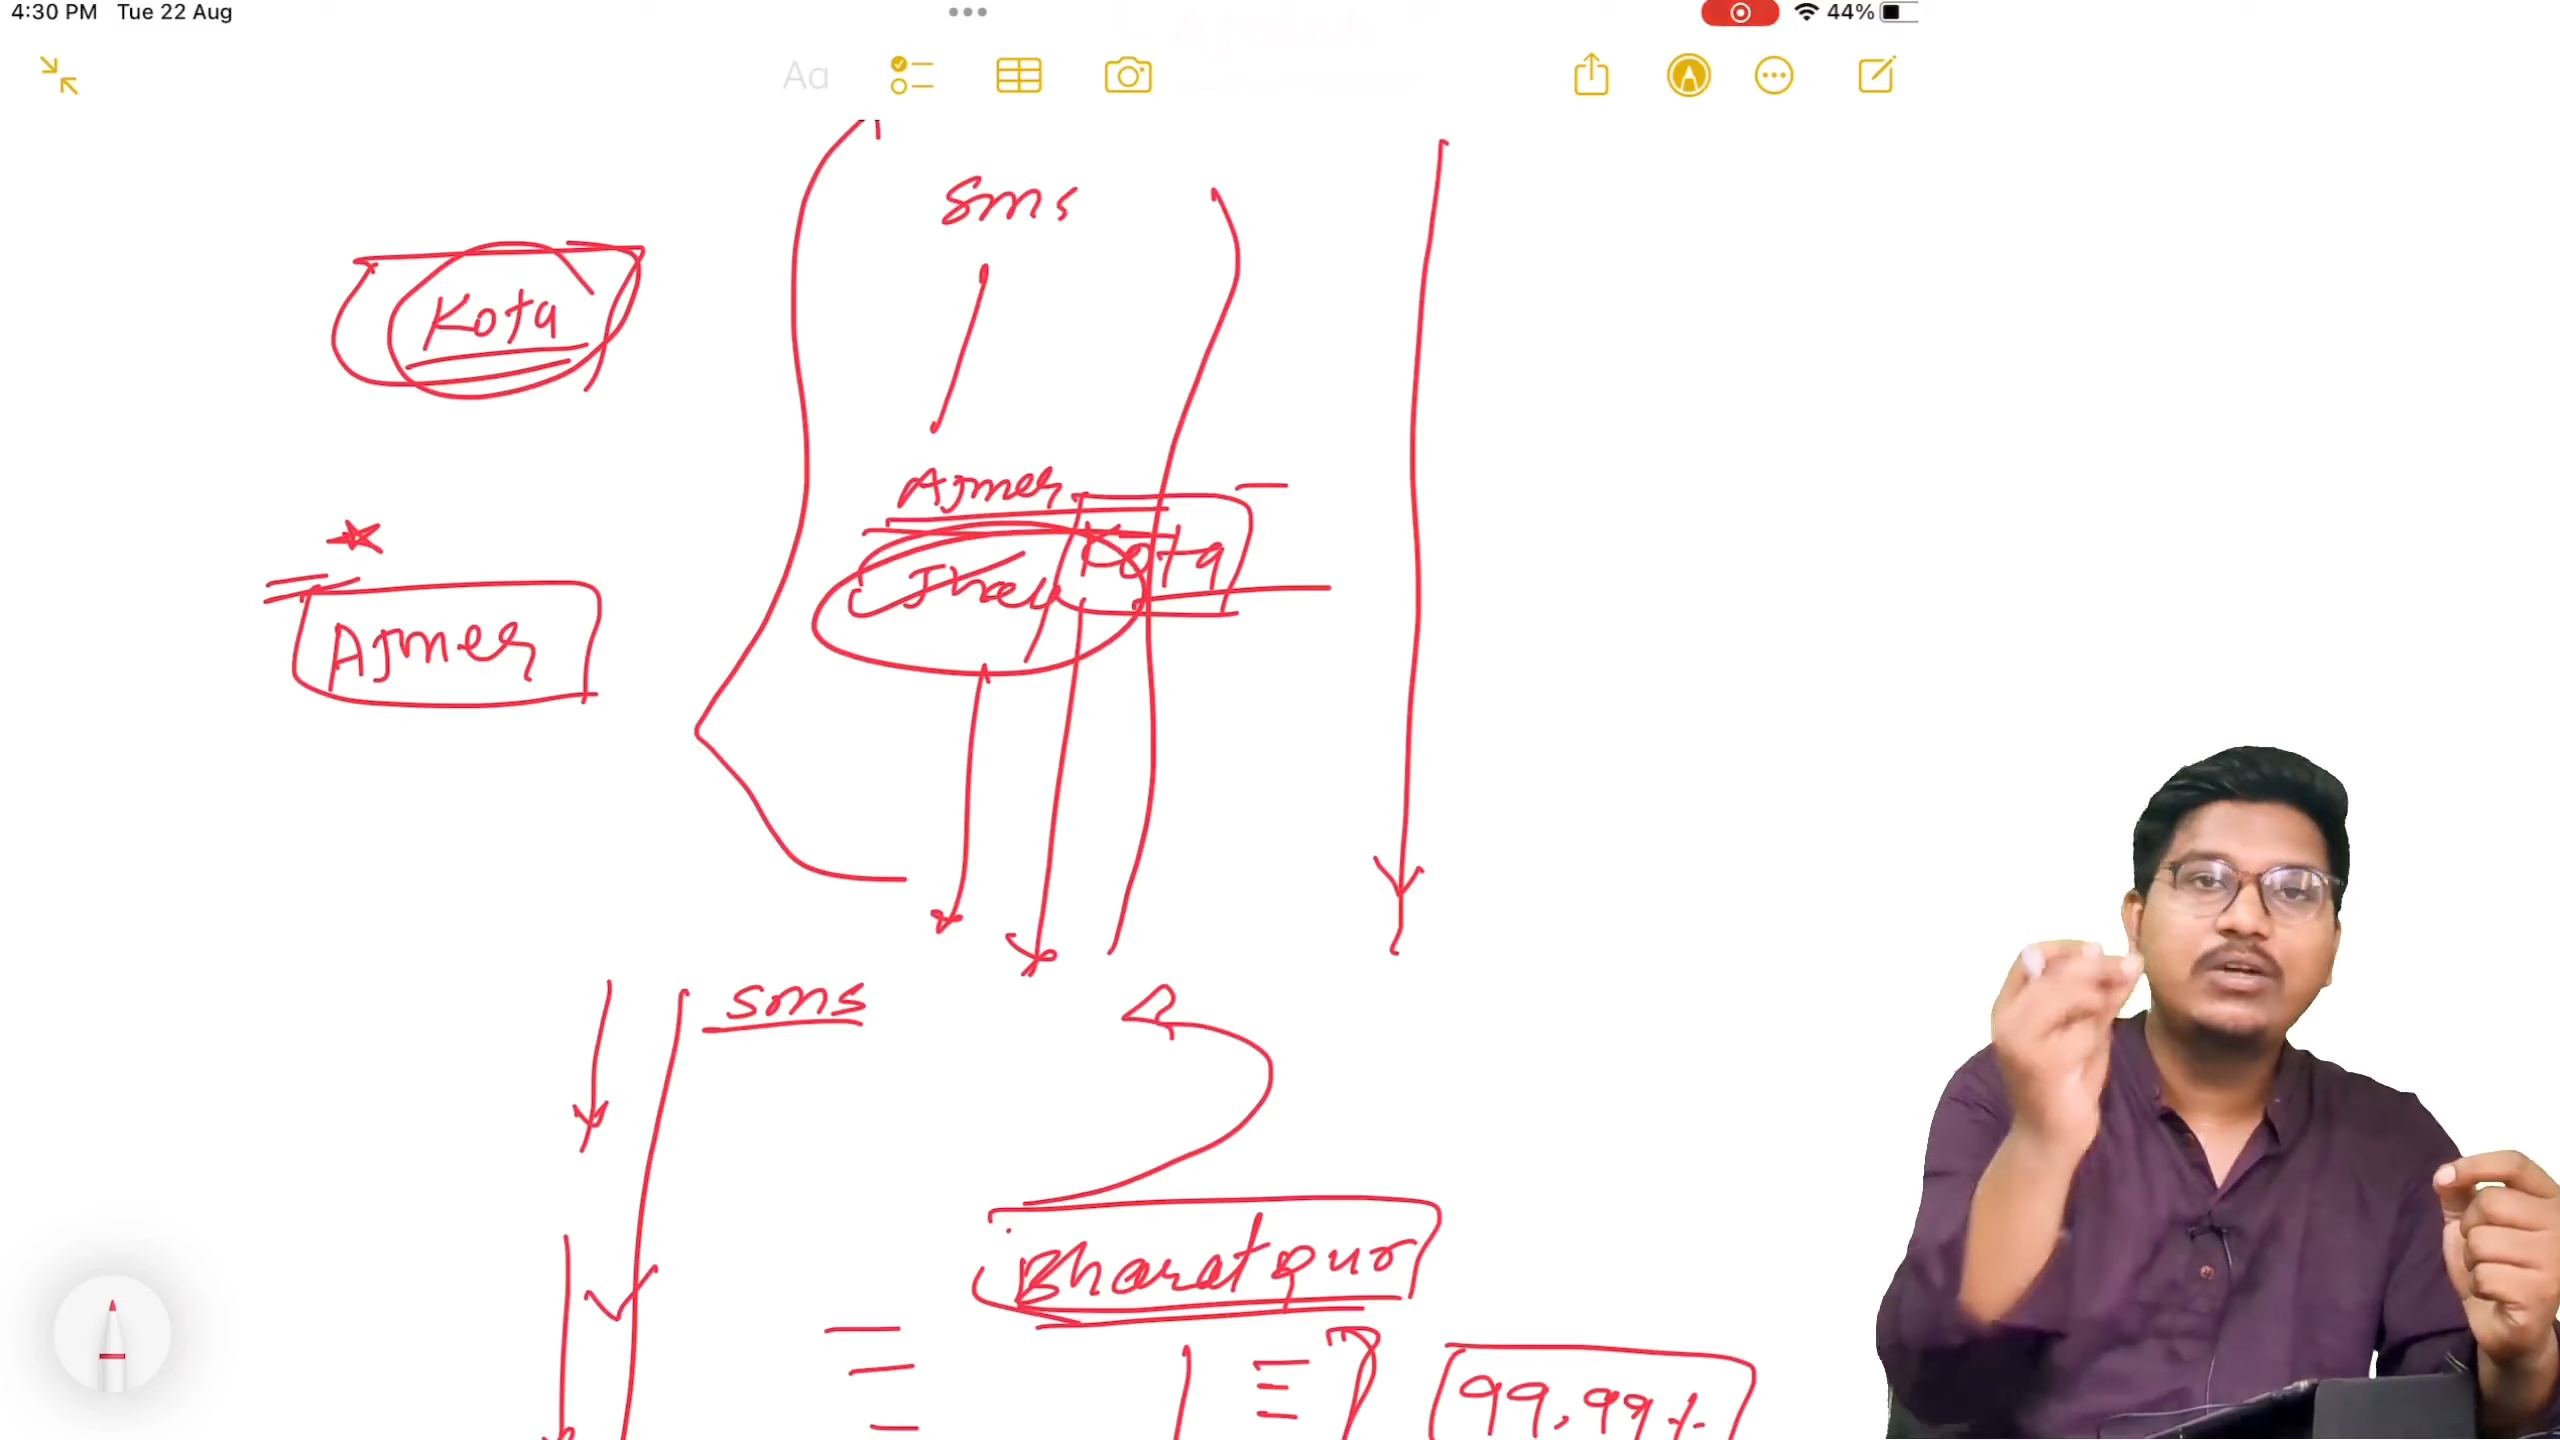 4:30 PM Tue 22 Aug
44%
Aa
Sms
Kota
Ajmer
Kota
Ajmer
sms
Bharatpur
99.99%